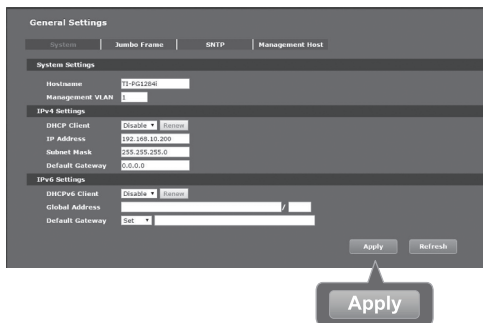 General Settings
System Jumbo Frame SNTP Management Host
System Settings
Hostname TI-PG1284i
Management VLAN 1
IPv4 Settings
DHCP Client Disable Renew
IP Address 192.168.10.200
Subnet Mask 255.255.255.0
Default Gateway 0.0.0.0
IPv6 Settings
DHCPv6 Client Disable Renew
Global Address /
Default Gateway Set
Apply Refresh
Apply